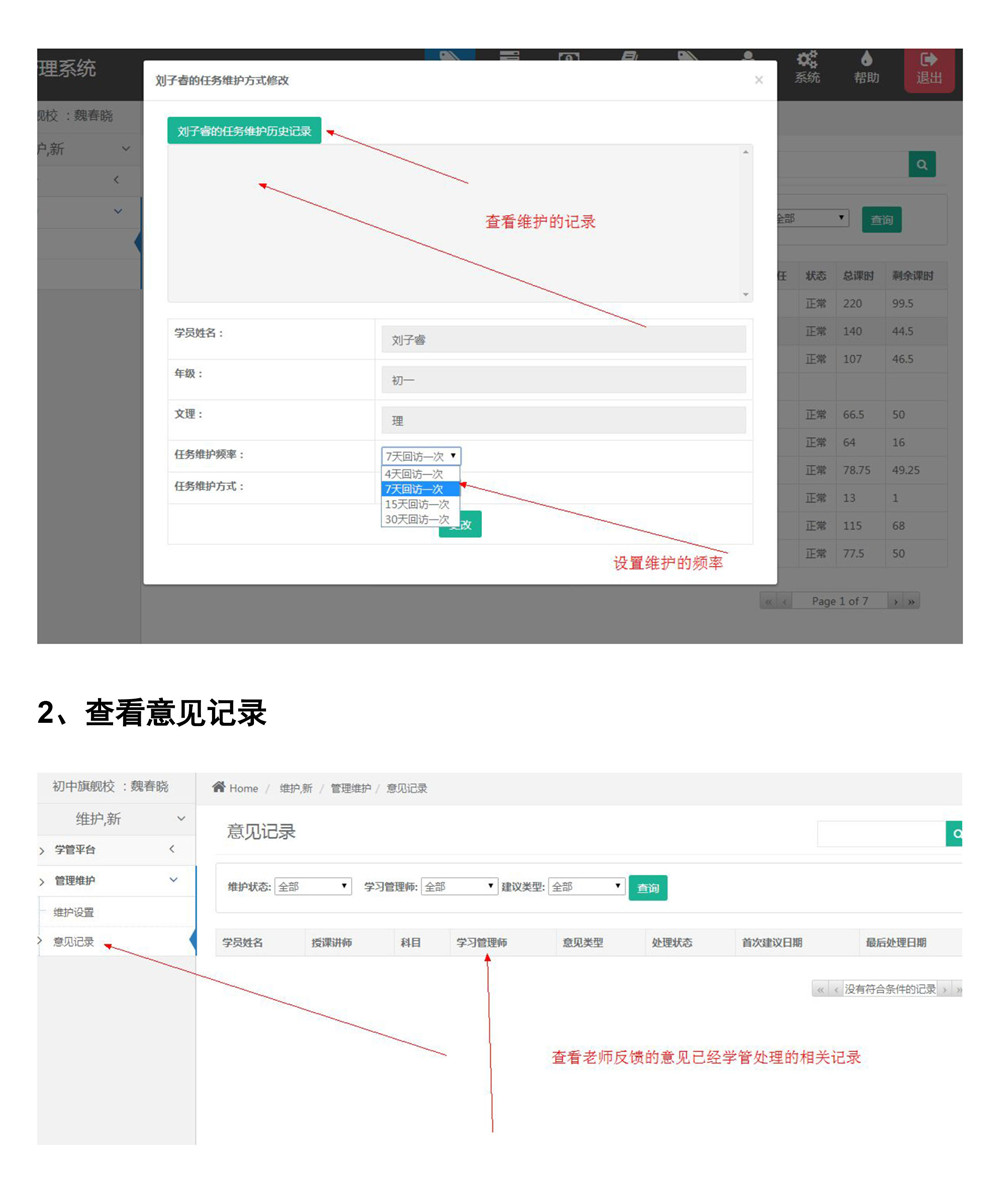 理系统
系统
帮助
退出
刘子睿的任务维护方式修改
×
舰校 ：魏春晓
户,新
刘子睿的任务维护历史记录
查看维护的记录
全部
查询
任 状态 总课时 剩余课时
正常 220 99.5
正常 140 44.5
正常 107 46.5
正常 66.5 50
正常 64 16
正常 78.75 49.25
正常 13 1
正常 115 68
正常 77.5 50
学员姓名：
刘子睿
年级：
初一
文理：
理
任务维护频率：
7天回访一次
4天回访一次
7天回访一次
15天回访一次
30天回访一次
任务维护方式：
更改
设置维护的频率
« ‹ Page 1 of 7 › »
2、查看意见记录
初中旗舰校 ：魏春晓
Home / 维护,新 / 管理维护 / 意见记录
维护,新
意见记录
学管平台
管理维护
维护设置
意见记录
维护状态: 全部 学习管理师: 全部 建议类型: 全部 查询
学员姓名 授课讲师 科目 学习管理师 意见类型 处理状态 首次建议日期 最后处理日期
« ‹ 没有符合条件的记录 › »
查看老师反馈的意见已经学管处理的相关记录